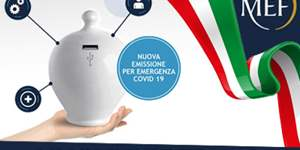 MEF
NUOVA
EMISSIONE
PER EMERGENZA
COVID 19